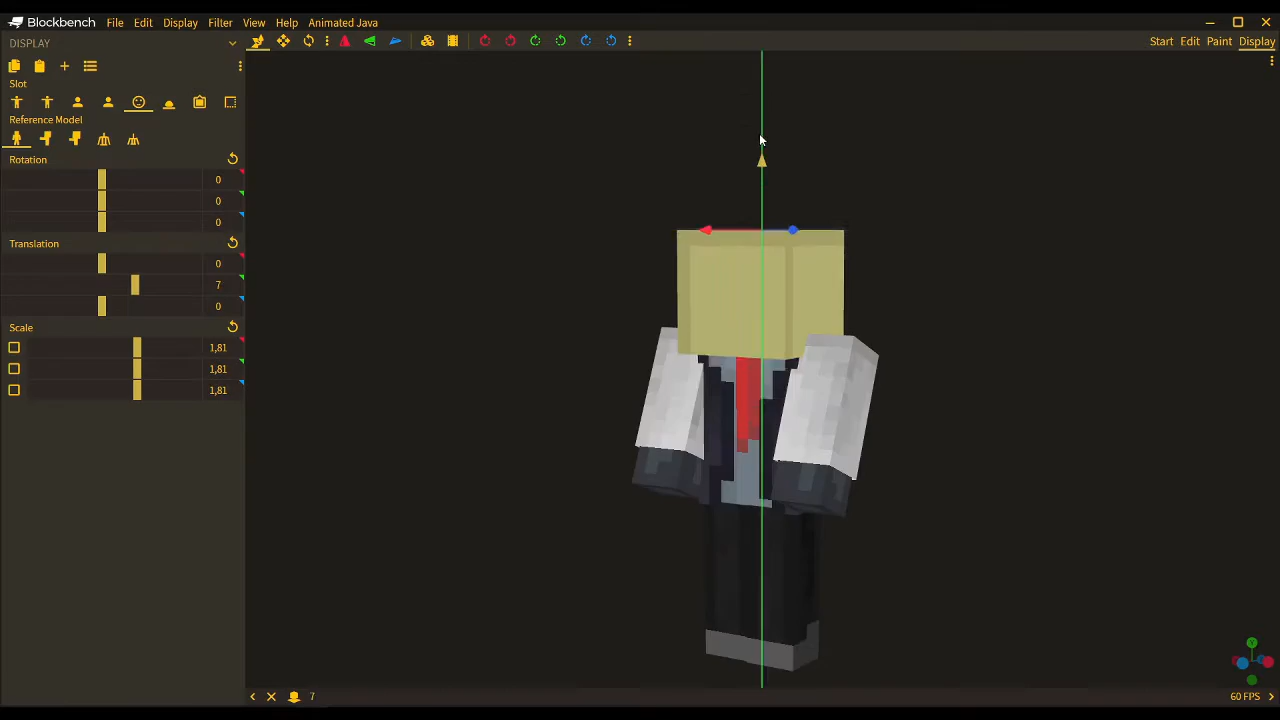 Blockbench File Edit Display Filter View Help Animated Java
DISPLAY
Start Edit Paint Display
Slot
Reference Model
Rotation
0
0
0
Translation
0
7
0
Scale
1,81
1,81
1,81
7
60 FPS
Y